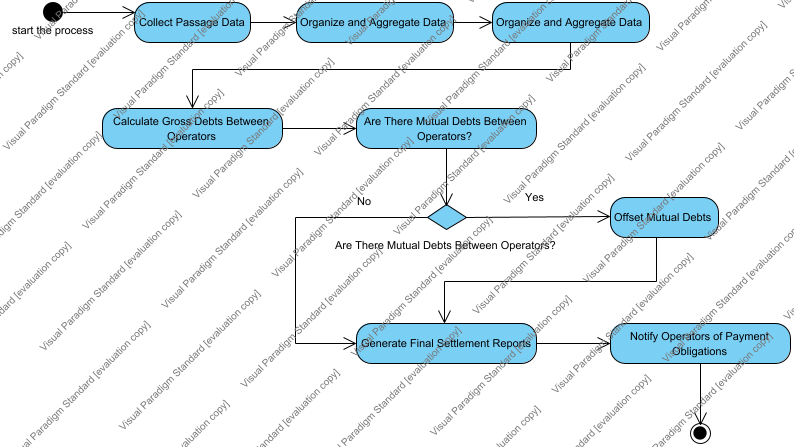 start the process
Collect Passage Data
Organize and Aggregate Data
Organize and Aggregate Data
Calculate Gross Debts Between
Operators
Are There Mutual Debts Between
Operators?
No
Yes
Are There Mutual Debts Between Operators?
Offset Mutual Debts
Generate Final Settlement Reports
Notify Operators of Payment
Obligations
Visual Paradigm Standard [evaluation copy]